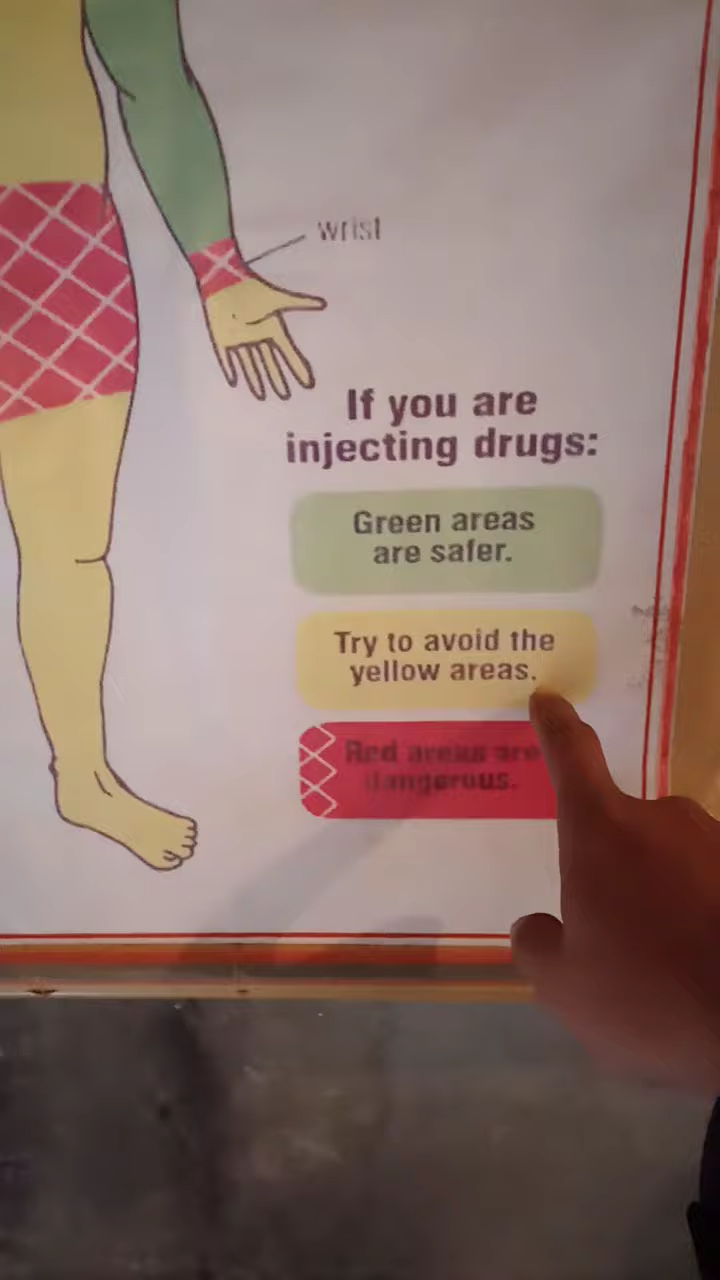 wrist
If you are
injecting drugs:
Green areas
are safer.
Try to avoid the
yellow areas.
Red areas are
dangerous.